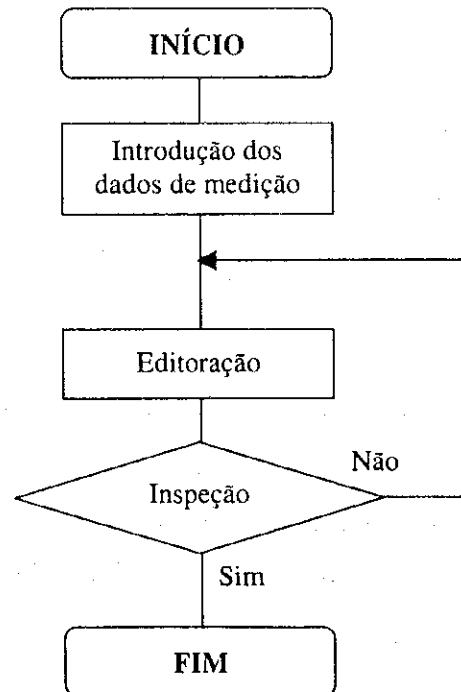 INÍCIO
Introdução dos
dados de medição
Editoração
Não
Inspeção
Sim
FIM